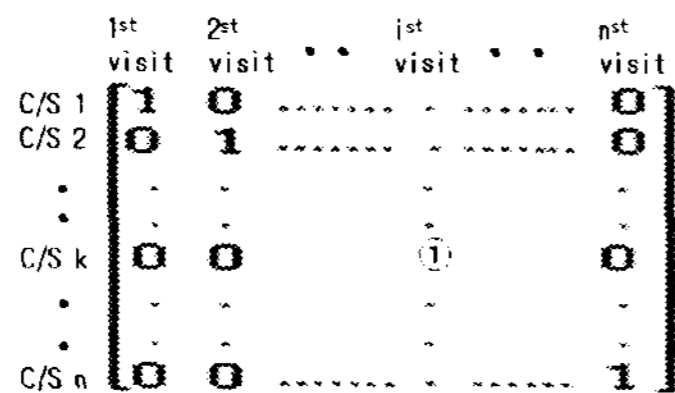 1st 2st · · ist · · nst
visit visit visit visit
C/S 1 1 0 ....... . ...... 0
C/S 2 0 1 ....... . ...... 0
· · · · ·
· · · · ·
C/S k 0 0 1 0
· · · · ·
· · · · ·
C/S n 0 0 ....... . ...... 1